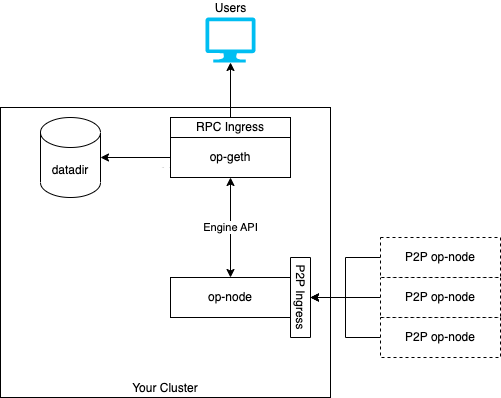 Users
RPC Ingress
op-geth
datadir
Engine API
op-node
P2P Ingress
P2P op-node
P2P op-node
P2P op-node
Your Cluster